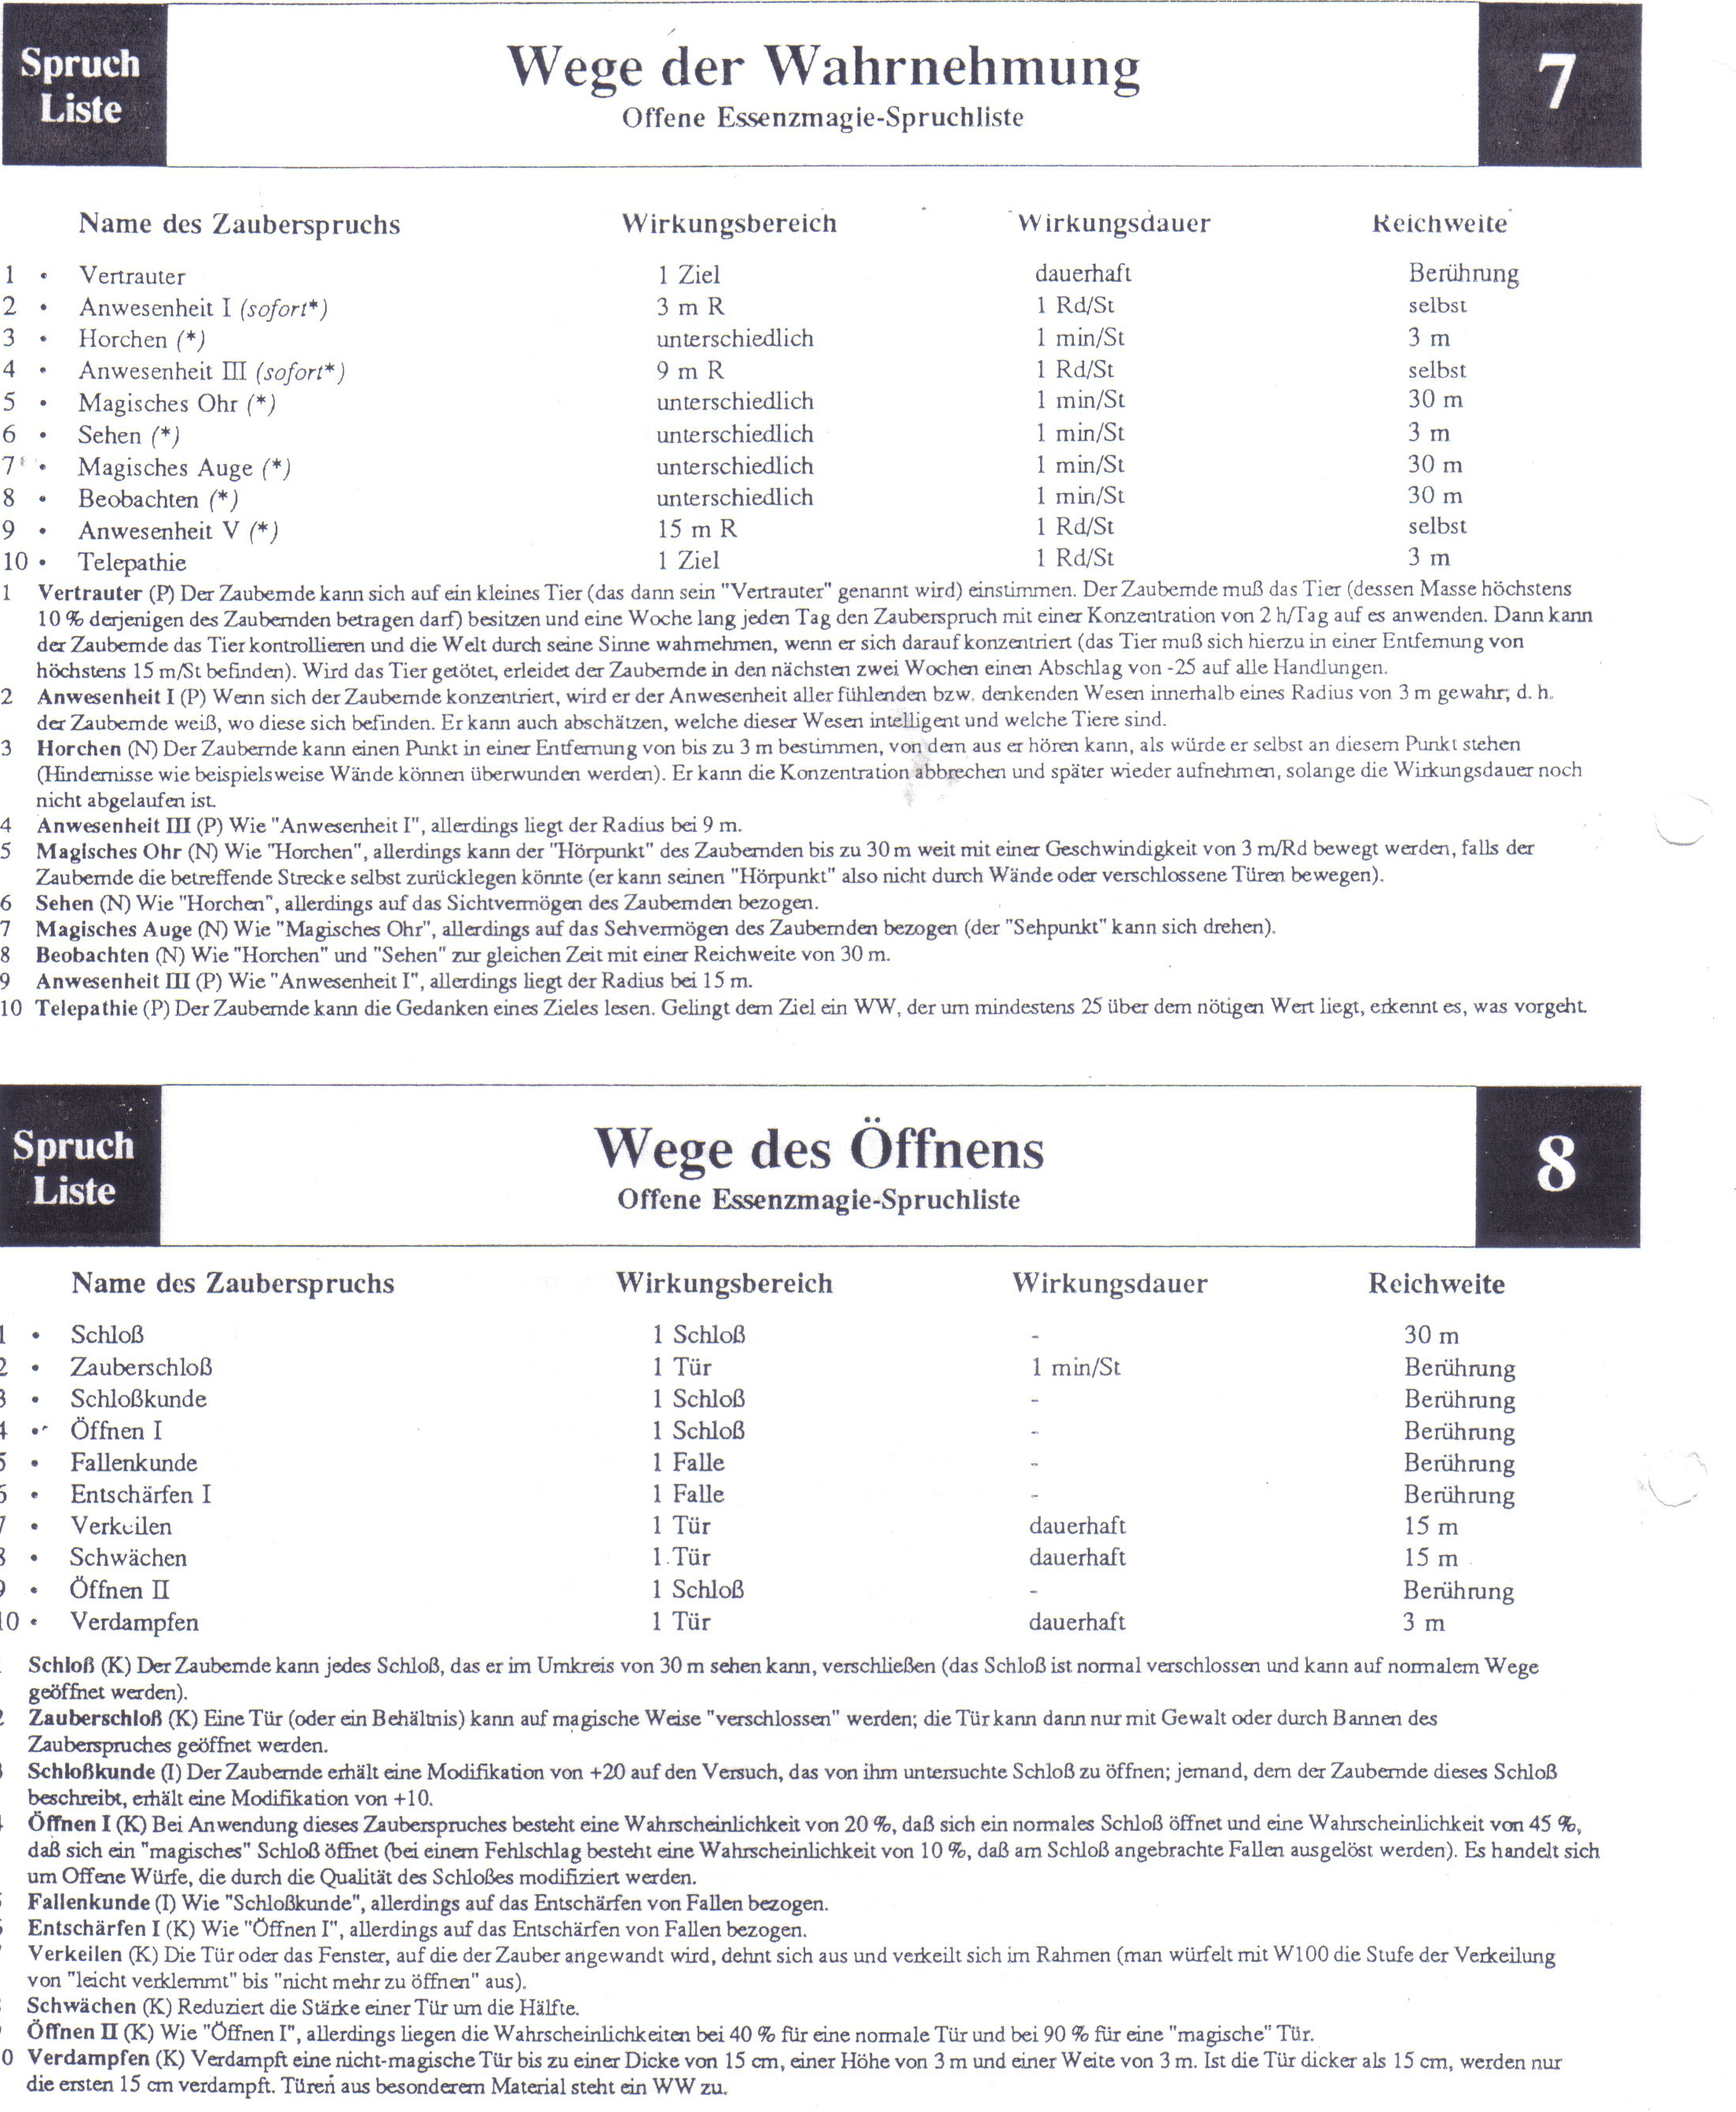 Spruch
Liste
Wege der Wahrnehmung
Offene Essenzmagie-Spruchliste
7
Name des Zauberspruchs Wirkungsbereich Wirkungsdauer Reichweite
1 • Vertrauter 1 Ziel dauerhaft Berührung
2 • Anwesenheit I (sofort*) 3 m R 1 Rd/St selbst
3 • Horchen (*) unterschiedlich 1 min/St 3 m
4 • Anwesenheit III (sofort*) 9 m R 1 Rd/St selbst
5 • Magisches Ohr (*) unterschiedlich 1 min/St 30 m
6 • Sehen (*) unterschiedlich 1 min/St 3 m
7 • Magisches Auge (*) unterschiedlich 1 min/St 30 m
8 • Beobachten (*) unterschiedlich 1 min/St 30 m
9 • Anwesenheit V (*) 15 m R 1 Rd/St selbst
10 • Telepathie 1 Ziel 1 Rd/St 3 m
1 Vertrauter (P) Der Zaubernde kann sich auf ein kleines Tier (das dann sein "Vertrauter" genannt wird) einstimmen. Der Zaubernde muß das Tier (dessen Masse höchstens
10 % derjenigen des Zaubernden betragen darf) besitzen und eine Woche lang jeden Tag den Zauberspruch mit einer Konzentration von 2 h/Tag auf es anwenden. Dann kann
der Zaubernde das Tier kontrollieren und die Welt durch seine Sinne wahrnehmen, wenn er sich darauf konzentriert (das Tier muß sich hierzu in einer Entfernung von
höchstens 15 m/St befinden). Wird das Tier getötet, erleidet der Zaubernde in den nächsten zwei Wochen einen Abschlag von -25 auf alle Handlungen.
2 Anwesenheit I (P) Wenn sich der Zaubernde konzentriert, wird er der Anwesenheit aller fühlenden bzw. denkenden Wesen innerhalb eines Radius von 3 m gewahr; d. h.
der Zaubernde weiß, wo diese sich befinden. Er kann auch abschätzen, welche dieser Wesen intelligent und welche Tiere sind.
3 Horchen (N) Der Zaubernde kann einen Punkt in einer Entfernung von bis zu 3 m bestimmen, von dem aus er hören kann, als würde er selbst an diesem Punkt stehen
(Hindernisse wie beispielsweise Wände können überwunden werden). Er kann die Konzentration abbrechen und später wieder aufnehmen, solange die Wirkungsdauer noch
nicht abgelaufen ist.
4 Anwesenheit III (P) Wie "Anwesenheit I", allerdings liegt der Radius bei 9 m.
5 Magisches Ohr (N) Wie "Horchen", allerdings kann der "Hörpunkt" des Zaubernden bis zu 30 m weit mit einer Geschwindigkeit von 3 m/Rd bewegt werden, falls der
Zaubernde die betreffende Strecke selbst zurücklegen könnte (er kann seinen "Hörpunkt" also nicht durch Wände oder verschlossene Türen bewegen).
6 Sehen (N) Wie "Horchen", allerdings auf das Sichtvermögen des Zaubernden bezogen.
7 Magisches Auge (N) Wie "Magisches Ohr", allerdings auf das Sehvermögen des Zaubernden bezogen (der "Sehpunkt" kann sich drehen).
8 Beobachten (N) Wie "Horchen" und "Sehen" zur gleichen Zeit mit einer Reichweite von 30 m.
9 Anwesenheit III (P) Wie "Anwesenheit I", allerdings liegt der Radius bei 15 m.
10 Telepathie (P) Der Zaubernde kann die Gedanken eines Zieles lesen. Gelingt dem Ziel ein WW, der um mindestens 25 über dem nötigen Wert liegt, erkennt es, was vorgeht.
Spruch
Liste
Wege des Öffnens
Offene Essenzmagie-Spruchliste
8
Name des Zauberspruchs Wirkungsbereich Wirkungsdauer Reichweite
1 • Schloß 1 Schloß - 30 m
2 • Zauberschloß 1 Tür 1 min/St Berührung
3 • Schloßkunde 1 Schloß - Berührung
4 • Öffnen I 1 Schloß - Berührung
5 • Fallenkunde 1 Falle - Berührung
6 • Entschärfen I 1 Falle - Berührung
7 • Verkeilen 1 Tür dauerhaft 15 m
8 • Schwächen 1 Tür dauerhaft 15 m
9 • Öffnen II 1 Schloß - Berührung
10 • Verdampfen 1 Tür dauerhaft 3 m
Schloß (K) Der Zaubernde kann jedes Schloß, das er im Umkreis von 30 m sehen kann, verschließen (das Schloß ist normal verschlossen und kann auf normalem Wege
geöffnet werden).
2 Zauberschloß (K) Eine Tür (oder ein Behältnis) kann auf magische Weise "verschlossen" werden; die Tür kann dann nur mit Gewalt oder durch Bannen des
Zauberspruches geöffnet werden.
Schloßkunde (I) Der Zaubernde erhält eine Modifikation von +20 auf den Versuch, das von ihm untersuchte Schloß zu öffnen; jemand, dem der Zaubernde dieses Schloß
beschreibt, erhält eine Modifikation von +10.
Öffnen I (K) Bei Anwendung dieses Zauberspruches besteht eine Wahrscheinlichkeit von 20 %, daß sich ein normales Schloß öffnet und eine Wahrscheinlichkeit von 45 %,
daß sich ein "magisches" Schloß öffnet (bei einem Fehlschlag besteht eine Wahrscheinlichkeit von 10 %, daß am Schloß angebrachte Fallen ausgelöst werden). Es handelt sich
um Offene Würfe, die durch die Qualität des Schloßes modifiziert werden.
Fallenkunde (I) Wie "Schloßkunde", allerdings auf das Entschärfen von Fallen bezogen.
Entschärfen I (K) Wie "Öffnen I", allerdings auf das Entschärfen von Fallen bezogen.
Verkeilen (K) Die Tür oder das Fenster, auf die der Zauber angewandt wird, dehnt sich aus und verkeilt sich im Rahmen (man würfelt mit W100 die Stufe der Verkeilung
von "leicht verklemmt" bis "nicht mehr zu öffnen" aus).
Schwächen (K) Reduziert die Stärke einer Tür um die Hälfte.
Öffnen II (K) Wie "Öffnen I", allerdings liegen die Wahrscheinlichkeiten bei 40 % für eine normale Tür und bei 90 % für eine "magische" Tür.
0 Verdampfen (K) Verdampft eine nicht-magische Tür bis zu einer Dicke von 15 cm, einer Höhe von 3 m und einer Weite von 3 m. Ist die Tür dicker als 15 cm, werden nur
die ersten 15 cm verdampft. Türen aus besonderem Material steht ein WW zu.